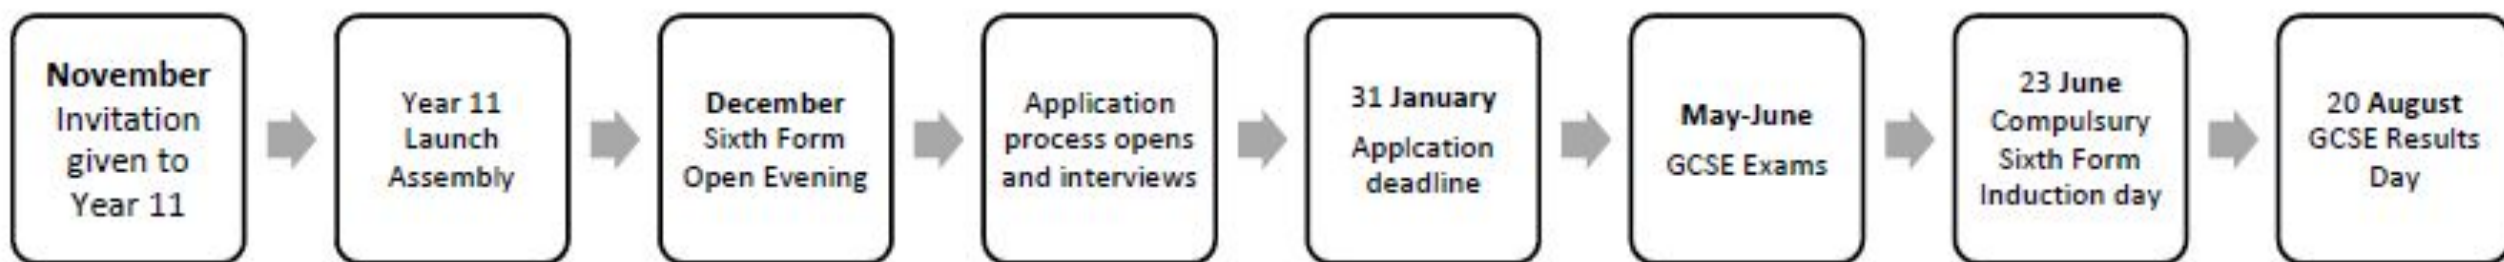 November
Invitation
given to
Year 11
Year 11
Launch
Assembly
December
Sixth Form
Open Evening
Application
process opens
and interviews
31 January
Applcation
deadline
May-June
GCSE Exams
23 June
Compulsury
Sixth Form
Induction day
20 August
GCSE Results
Day